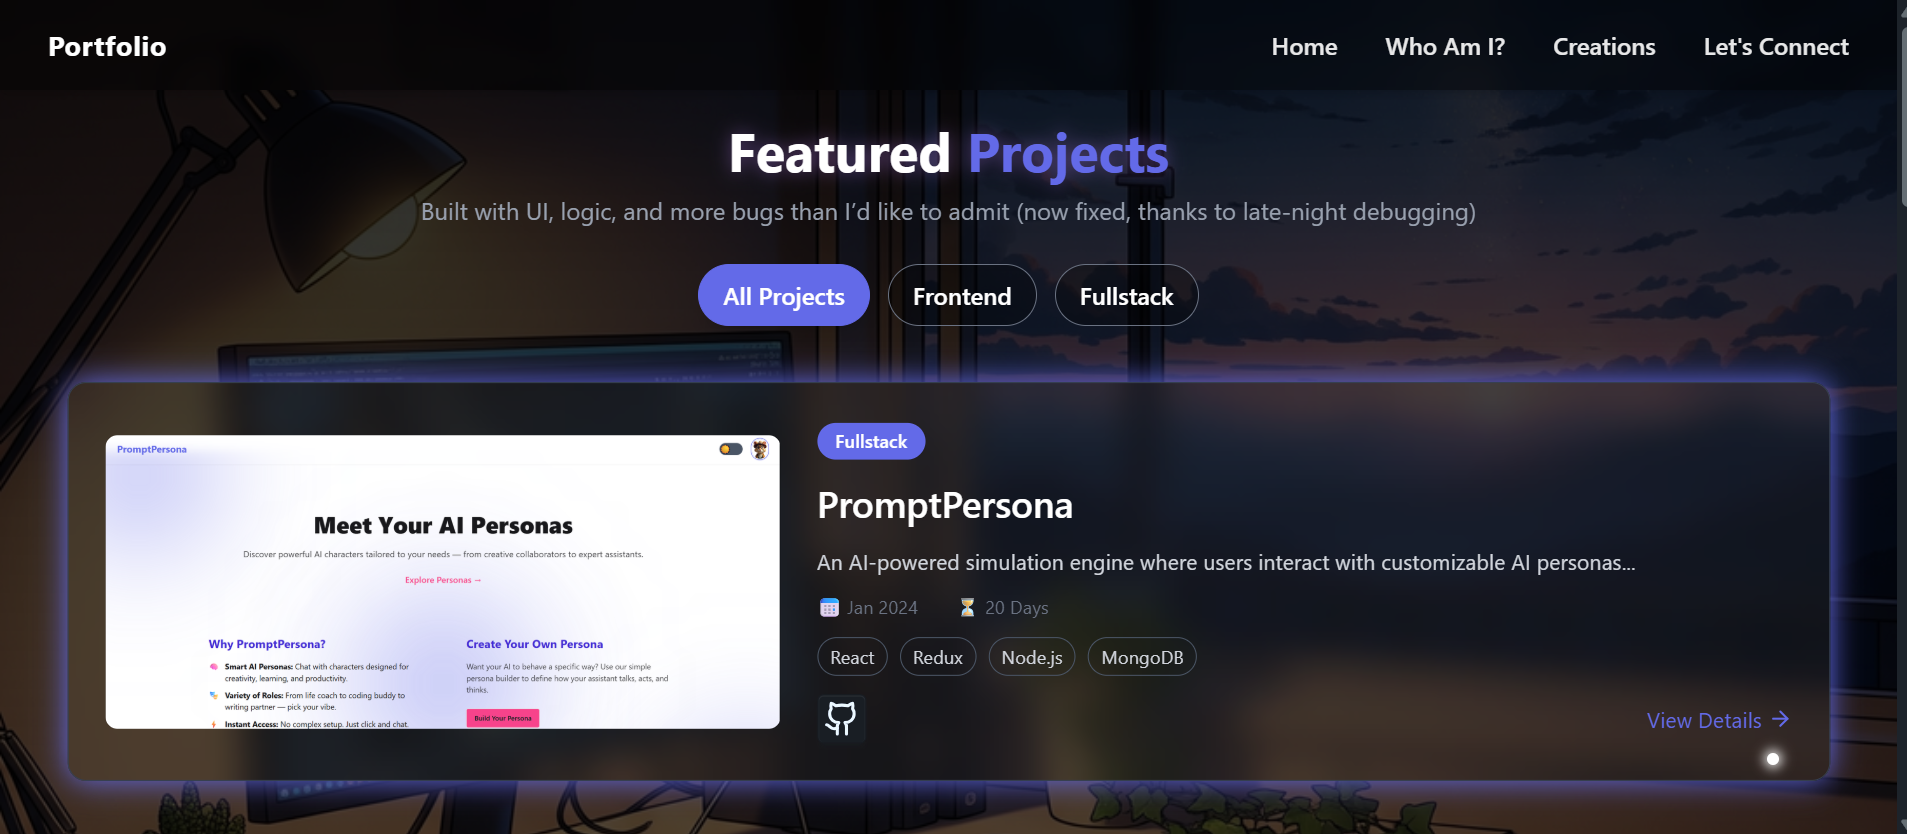 Portfolio
Home
Who Am I?
Creations
Let's Connect
Featured Projects
Built with UI, logic, and more bugs than I’d like to admit (now fixed, thanks to late-night debugging)
All Projects
Frontend
Fullstack
PromptPersona
Meet Your AI Personas
Discover powerful AI characters tailored to your needs — from creative collaborators to expert assistants.
Explore Personas →
Why PromptPersona?
Smart AI Personas: Chat with characters designed for
creativity, learning, and productivity.
Variety of Roles: From life coach to coding buddy to
writing partner — pick your vibe.
Instant Access: No complex setup. Just click and chat.
Create Your Own Persona
Want your AI to behave a specific way? Use our simple
persona builder to define how your assistant talks, acts, and
thinks.
Build Your Persona
Fullstack
PromptPersona
An AI-powered simulation engine where users interact with customizable AI personas...
Jan 2024
20 Days
React
Redux
Node.js
MongoDB
View Details →